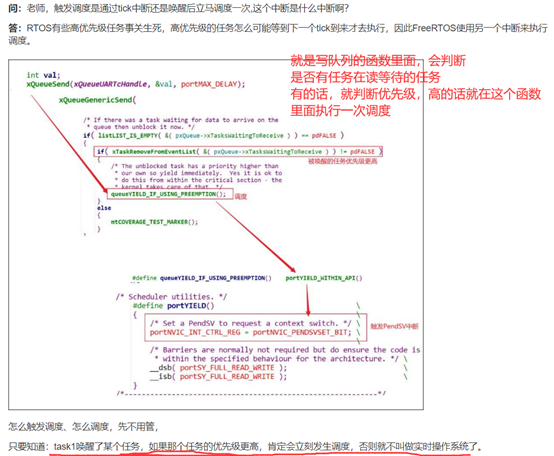 问：老师，触发调度是通过tick中断还是唤醒后立马调度一次,这个中断是什么中断啊?
答：RTOS有些高优先级任务事关生死，高优先级的任务怎么可能等到下一个tick到来才去执行，因此FreeRTOS使用另一个中断来执行
调度。
就是写队列的函数里面，会判断
是否有任务在读等待的任务
有的话，就判断优先级，高的话就在这个函数
里面执行一次调度
int val;
xQueueSend(xQueueUARTcHandle, &val, portMAX_DELAY);
xQueueGenericSend(
/* If there was a task waiting for data to arrive on the
 * queue then unblock it now. */
if( listLIST_IS_EMPTY( &( pxQueue->xTasksWaitingToReceive ) ) == pdFALSE )
{
if( xTaskRemoveFromEventList( &( pxQueue->xTasksWaitingToReceive ) ) != pdFALSE )
{
被唤醒的任务优先级更高
/* The unblocked task has a priority higher than
 * our own so yield immediately.  Yes it is ok to
 * do this from within the critical section - the
 * kernel takes care of that. */
queueYIELD_IF_USING_PREEMPTION();
调度
}
else
{
mtCOVERAGE_TEST_MARKER();
}
}
#define queueYIELD_IF_USING_PREEMPTION()    portYIELD_WITHIN_API()
/* Scheduler utilities. */
#define portYIELD() \
{ \
/* Set a PendSV to request a context switch. */ \
portNVIC_INT_CTRL_REG = portNVIC_PENDSVSET_BIT; \
触发PendSV中断
\
/* Barriers are normally not required but do ensure the code is
 * within the specified behaviour for the architecture. */ \
__dsb( portSY_FULL_READ_WRITE ); \
__isb( portSY_FULL_READ_WRITE ); \
}
/*-----------------------------------------------------------*/
怎么触发调度、怎么调度，先不用管，
只要知道：task1唤醒了某个任务，如果那个任务的优先级更高，肯定会立刻发生调度，否则就不叫做实时操作系统了。